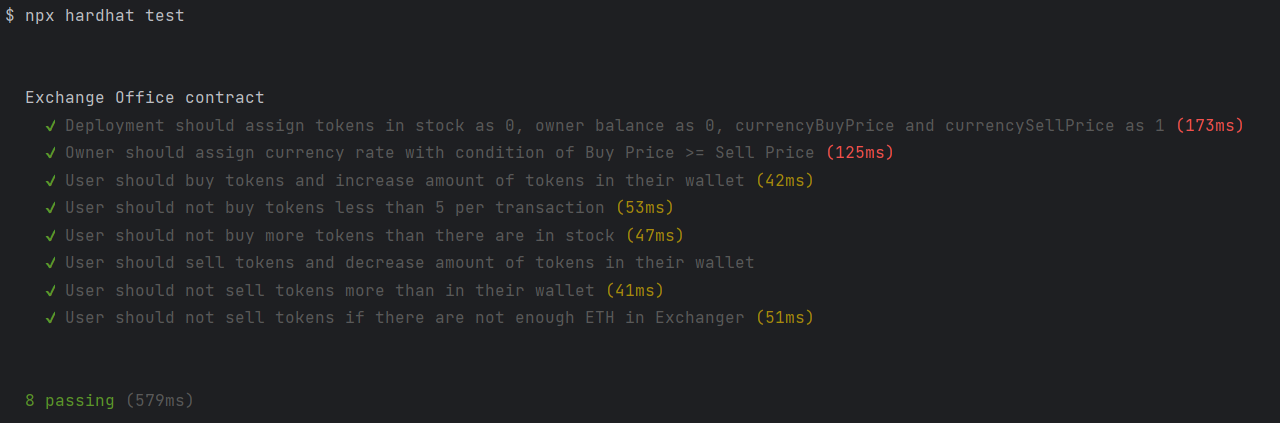 $ npx hardhat test
Exchange Office contract
✓ Deployment should assign tokens in stock as 0, owner balance as 0, currencyBuyPrice and currencySellPrice as 1 (173ms)
✓ Owner should assign currency rate with condition of Buy Price >= Sell Price (125ms)
✓ User should buy tokens and increase amount of tokens in their wallet (42ms)
✓ User should not buy tokens less than 5 per transaction (53ms)
✓ User should not buy more tokens than there are in stock (47ms)
✓ User should sell tokens and decrease amount of tokens in their wallet
✓ User should not sell tokens more than in their wallet (41ms)
✓ User should not sell tokens if there are not enough ETH in Exchanger (51ms)
8 passing (579ms)